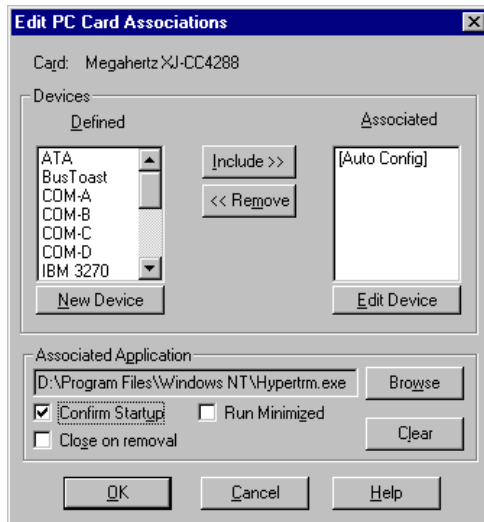 Edit PC Card Associations
Card: Megahertz XJ-CC4288
Devices
Defined
Associated
ATA
BusToast
COM-A
COM-B
COM-C
COM-D
IBM 3270
Include >>
<< Remove
[Auto Config]
New Device
Edit Device
Associated Application
D:\Program Files\Windows NT\Hypertrm.exe
Browse
Confirm Startup
Run Minimized
Close on removal
Clear
OK
Cancel
Help